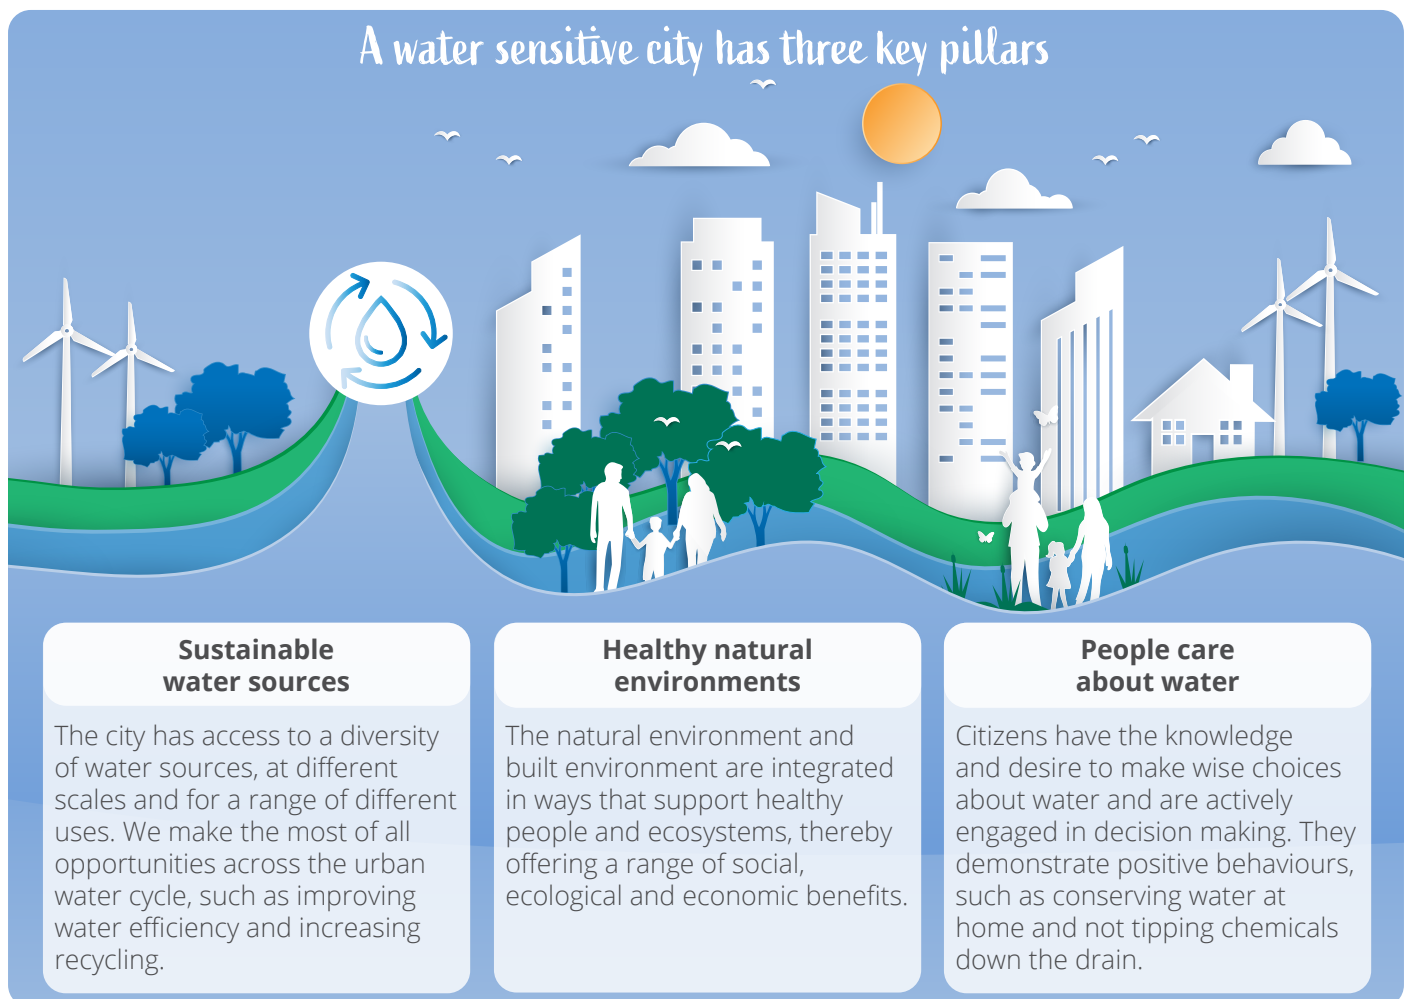 A water sensitive city has three key pillars
Sustainable
water sources
The city has access to a diversity
of water sources, at different
scales and for a range of different
uses. We make the most of all
opportunities across the urban
water cycle, such as improving
water efficiency and increasing
recycling.
Healthy natural
environments
The natural environment and
built environment are integrated
in ways that support healthy
people and ecosystems, thereby
offering a range of social,
ecological and economic benefits.
People care
about water
Citizens have the knowledge
and desire to make wise choices
about water and are actively
engaged in decision making. They
demonstrate positive behaviours,
such as conserving water at
home and not tipping chemicals
down the drain.